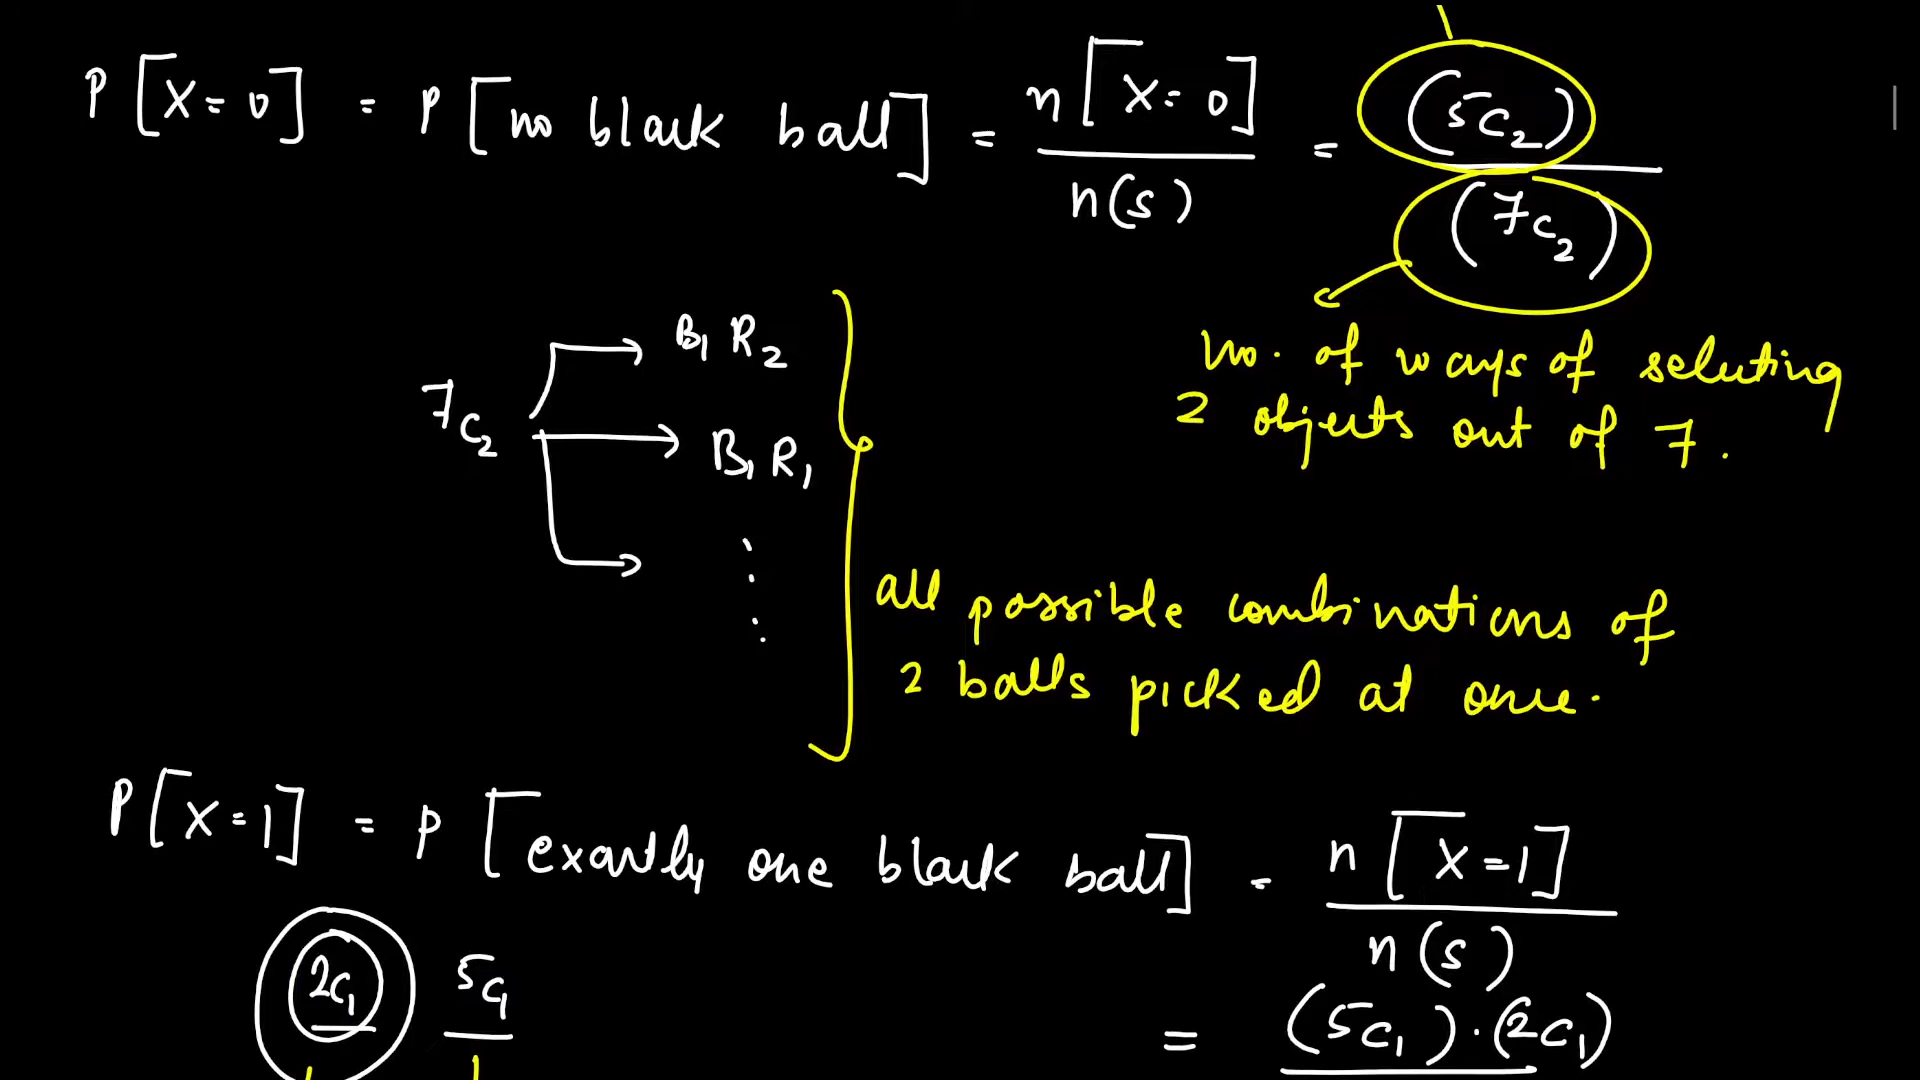 P[X=0] = P[no black ball] = n[X=0] / n(s) = (5C₂) / (7C₂)
no. of ways of selecting
2 objects out of 7.
7C₂ → B₁ R₂
→ B₁ R₁
→ ⋮
all possible combinations of
2 balls picked at once.
P[X=1] = P[exactly one black ball] = n[X=1] / n(s)
2C₁ 5C₁
= (5C₁)·(2C₁)